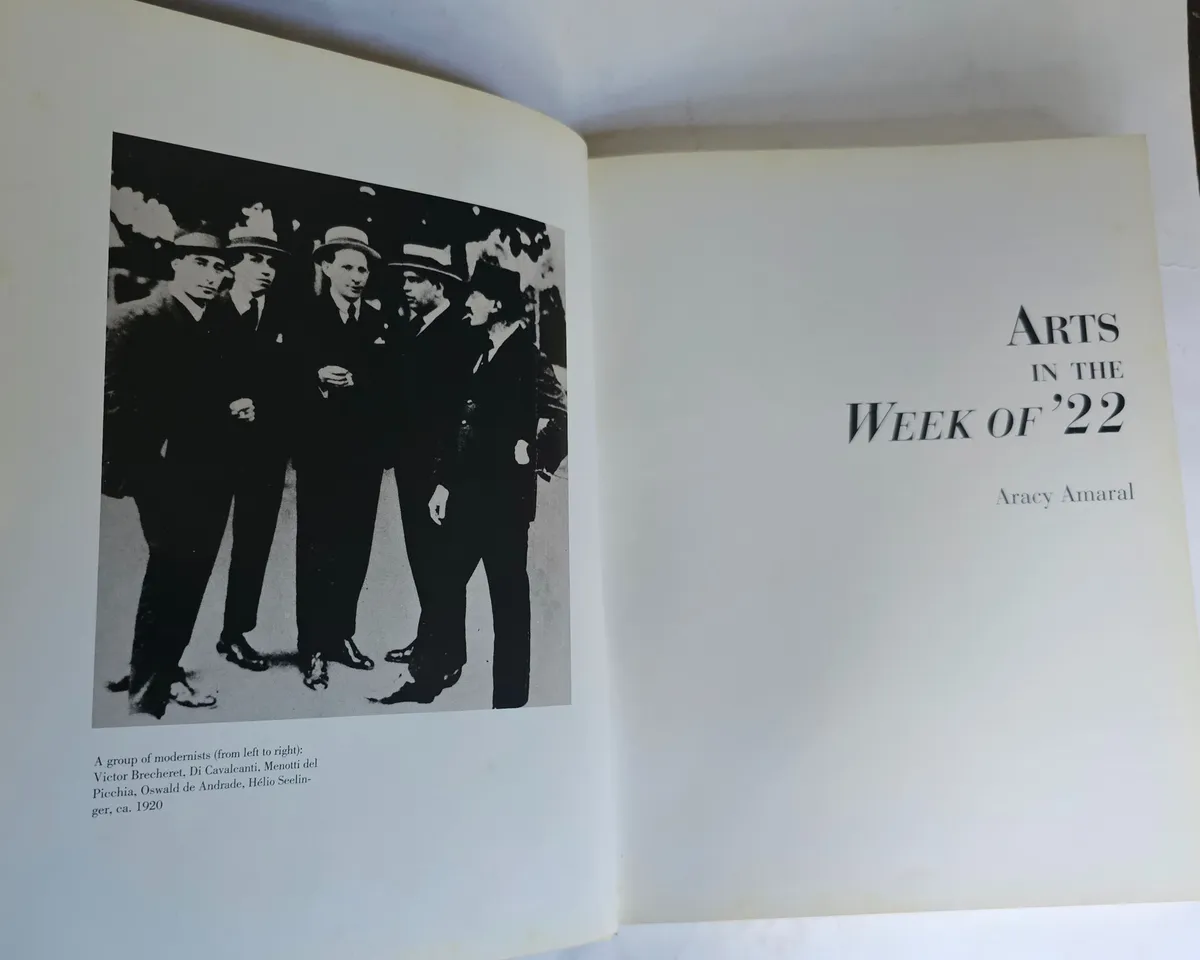 A group of modernists (from left to right):
Victor Brecheret, Di Cavalcanti, Menotti del
Picchia, Oswald de Andrade, Hélio Seelin-
ger, ca. 1920
ARTS
IN THE
WEEK OF ’22
Aracy Amaral